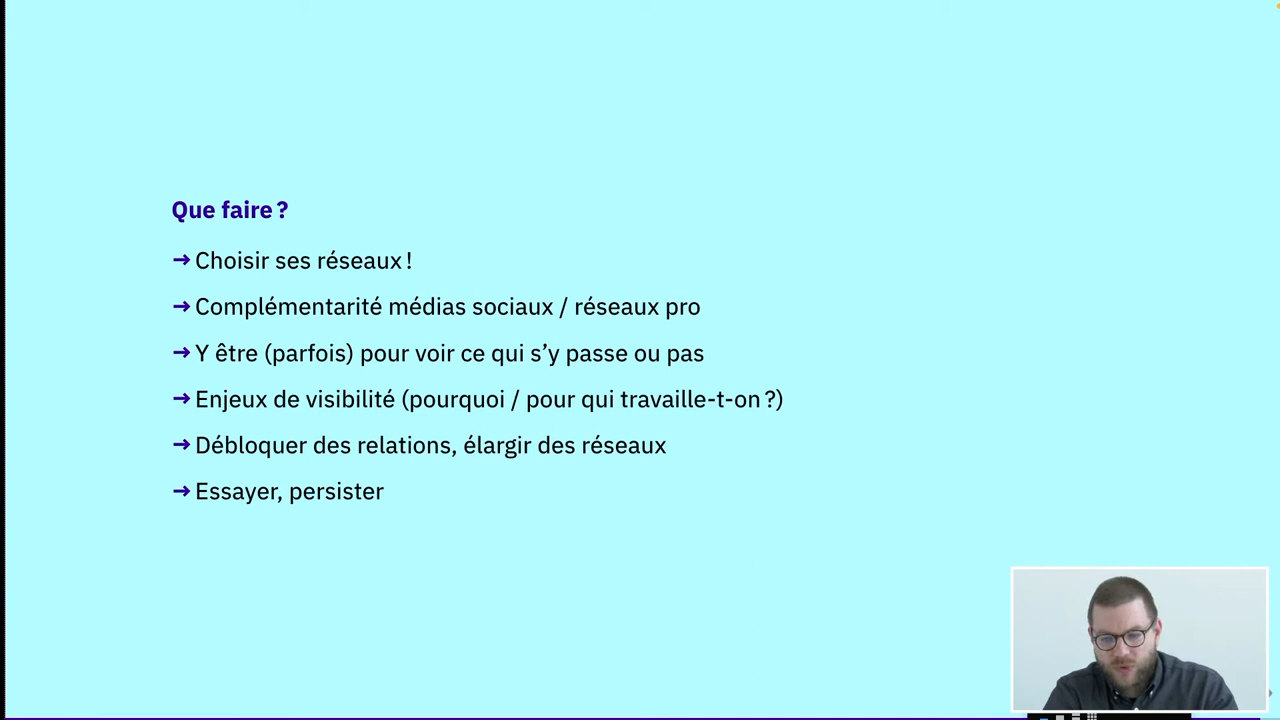 Que faire ?
→ Choisir ses réseaux !
→ Complémentarité médias sociaux / réseaux pro
→ Y être (parfois) pour voir ce qui s’y passe ou pas
→ Enjeux de visibilité (pourquoi / pour qui travaille-t-on ?)
→ Débloquer des relations, élargir des réseaux
→ Essayer, persister